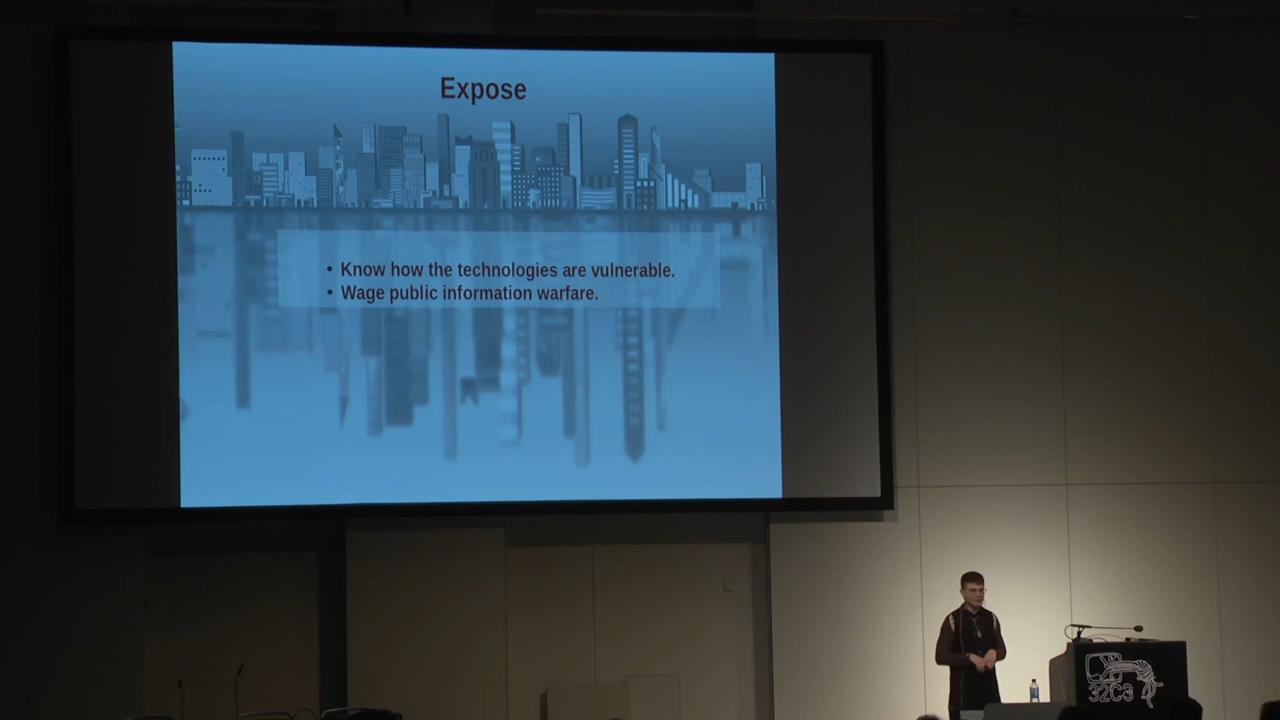 Expose
• Know how the technologies are vulnerable.
• Wage public information warfare.
32C3